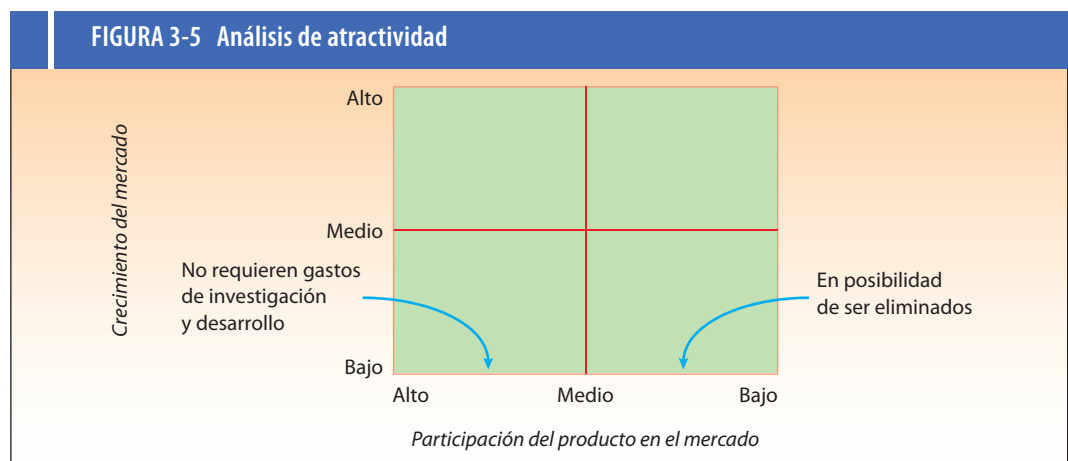 FIGURA 3-5 Análisis de atractividad
Crecimiento del mercado
Alto
Medio
Bajo
No requieren gastos
de investigación
y desarrollo
En posibilidad
de ser eliminados
Alto
Medio
Bajo
Participación del producto en el mercado